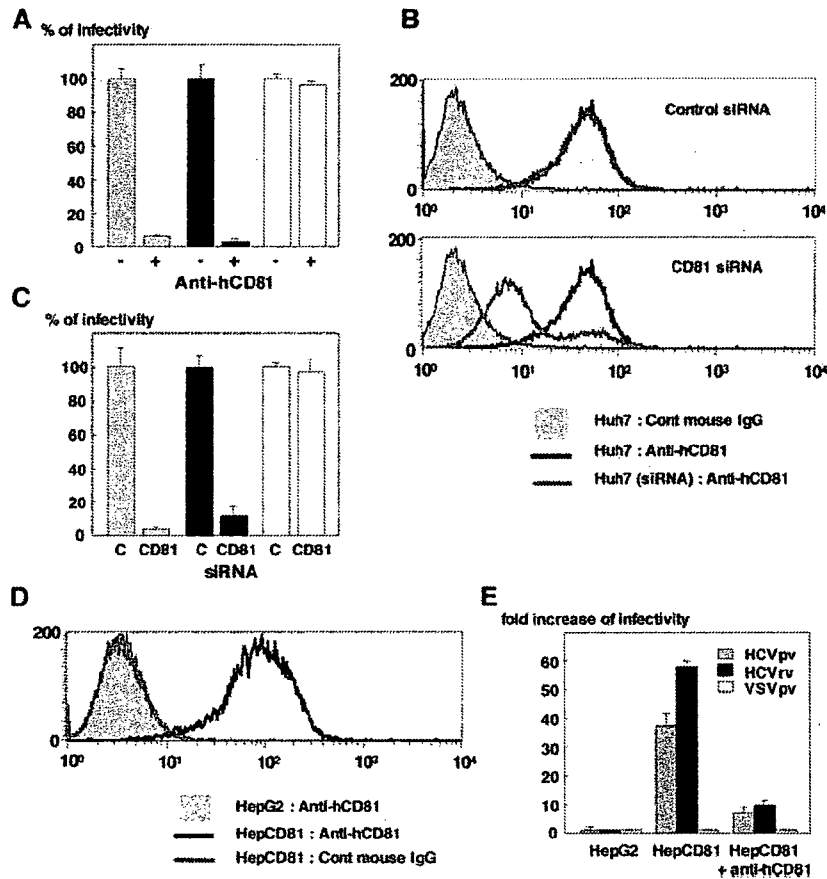 A
% of infectivity
100
80
60
40
20
0
- + - + - +
Anti-hCD81
B
200
Control siRNA
0
10⁰ 10¹ 10² 10³ 10⁴
200
CD81 siRNA
0
10⁰ 10¹ 10² 10³ 10⁴
Huh7 : Cont mouse IgG
Huh7 : Anti-hCD81
Huh7 (siRNA) : Anti-hCD81
C
% of infectivity
100
80
60
40
20
0
C CD81 C CD81 C CD81
siRNA
D
200
0
10⁰ 10¹ 10² 10³ 10⁴
HepG2 : Anti-hCD81
HepCD81 : Anti-hCD81
HepCD81 : Cont mouse IgG
E
fold increase of infectivity
HCVpv
HCVrv
VSVpv
60
50
40
30
20
10
0
HepG2 HepCD81 HepCD81
+ anti-hCD81